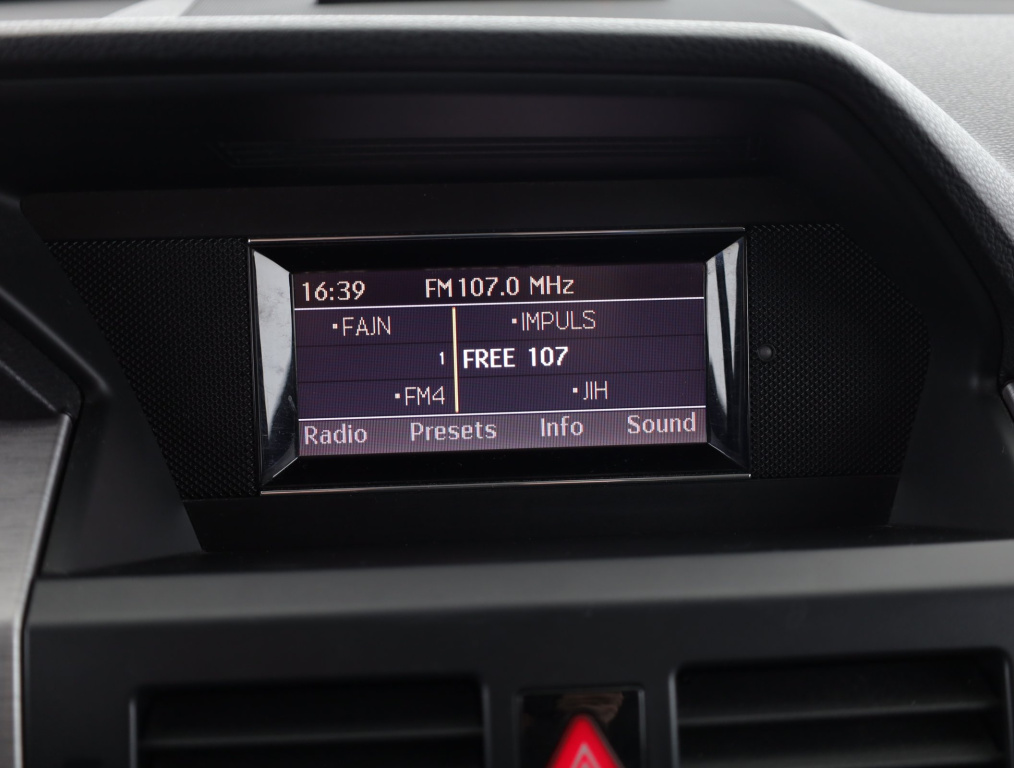 16:39 FM 107.0 MHz
•FAJN •IMPULS
1 FREE 107
•FM4 •JIH
Radio Presets Info Sound